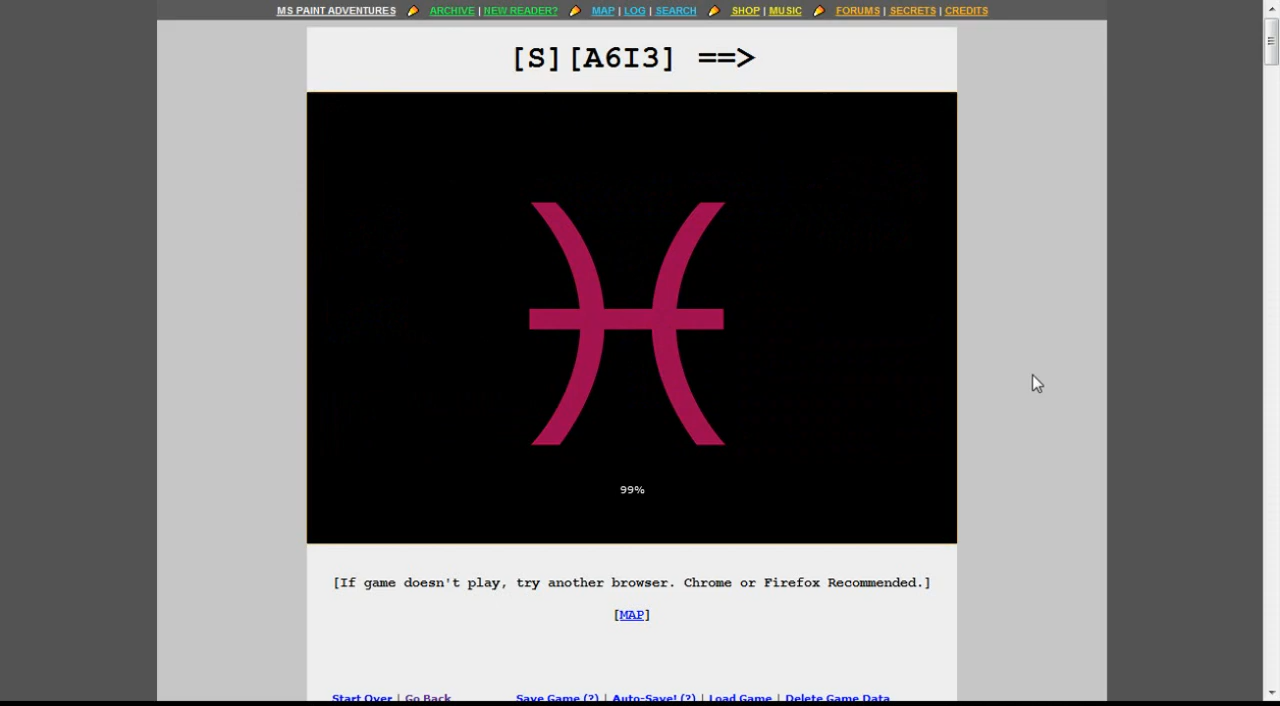 MS PAINT ADVENTURES ARCHIVE | NEW READER? MAP | LOG | SEARCH SHOP | MUSIC FORUMS | SECRETS | CREDITS
[S][A6I3] ==>
99%
[If game doesn't play, try another browser. Chrome or Firefox Recommended.]
[MAP]
Start Over | Go Back Save Game (?) | Auto-Save! (?) | Load Game | Delete Game Data